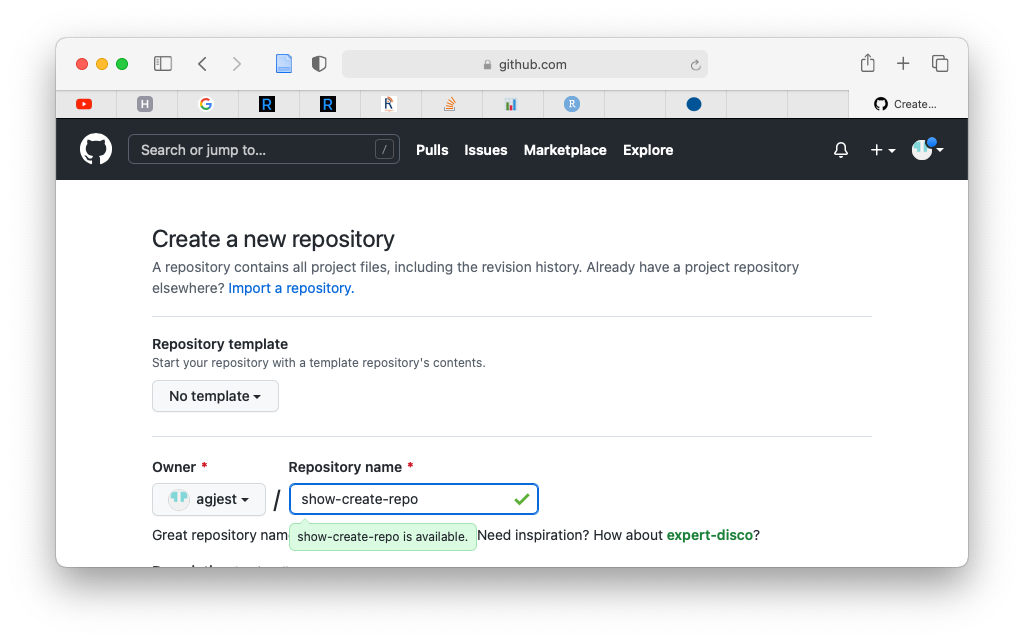 github.com
H
R
R
R
R
Create...
Search or jump to...
/
Pulls
Issues
Marketplace
Explore
Create a new repository
A repository contains all project files, including the revision history. Already have a project repository
elsewhere? Import a repository.
Repository template
Start your repository with a template repository's contents.
No template
Owner *
Repository name *
agjest
/
show-create-repo
Great repository nam
show-create-repo is available.
Need inspiration? How about expert-disco?